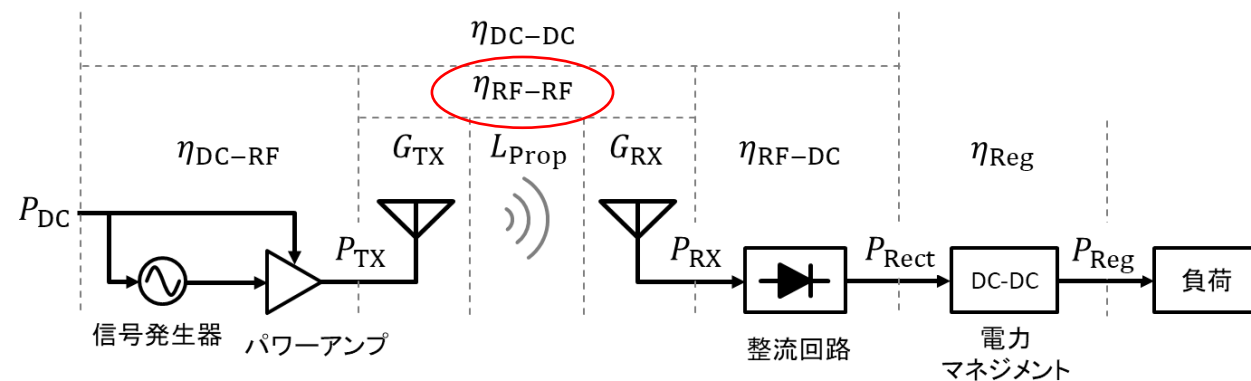 η_DC−DC
η_RF−RF
η_DC−RF G_TX L_Prop G_RX η_RF−DC η_Reg
P_DC P_TX P_RX P_Rect P_Reg
DC-DC 負荷
信号発生器 パワーアンプ 整流回路 電力
マネジメント